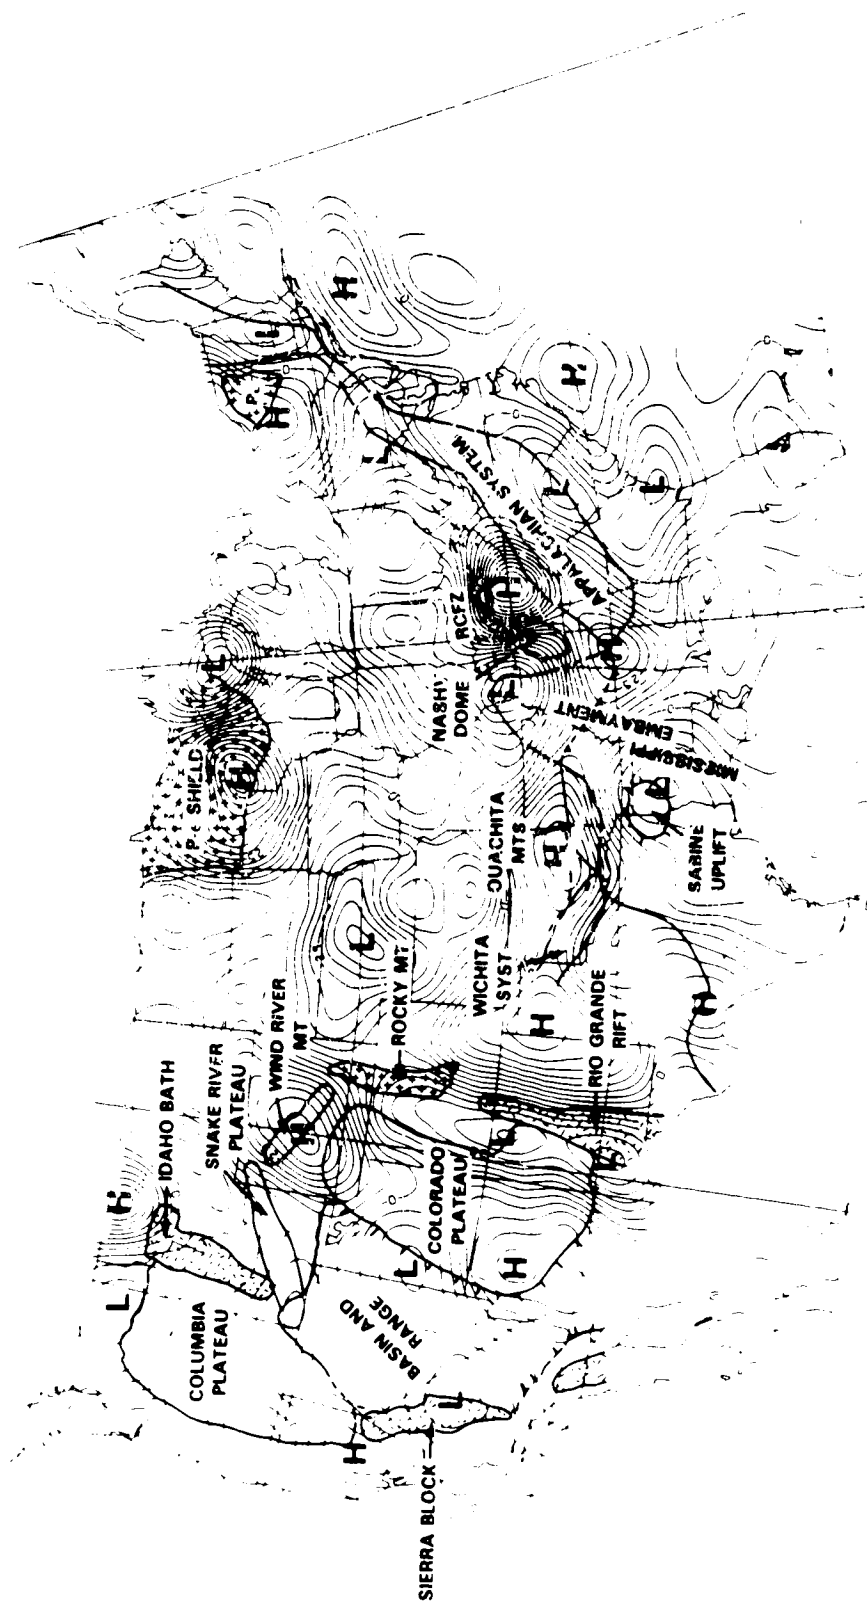 SIERRA BLOCK
COLUMBIA
PLATEAU
IDAHO BATH
SNAKE RIVER
PLATEAU
WIND RIVER
MT
BASIN AND
RANGE
COLORADO
PLATEAU
ROCKY MT
RIO GRANDE
RIFT
WICHITA
SYST
OUACHITA
MTS
SABINE
UPLIFT
MISSISSIPPI
EMBAYMENT
SHIELD
NASHV
DOME
RCFZ
APPALACHIAN SYSTEM
H
L
H
L
H
L
H
L
H
H
L
H
H
L
H
L
H
H
L
H
L
H
H
L